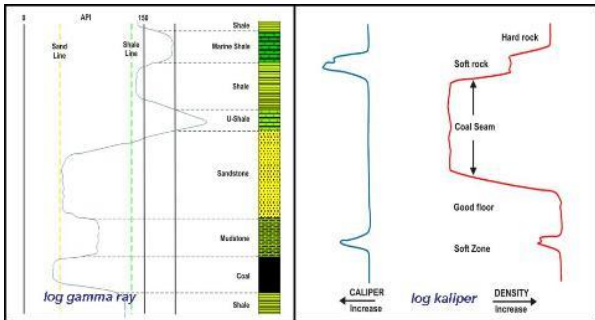 0 API 150
Sand
Line
Shale
Line
Shale
Marine Shale
Shale
U-Shale
Sandstone
Mudstone
Coal
Shale
log gamma ray
Hard rock
Soft rock
Coal Seam
Good floor
Soft Zone
CALIPER
Increase
log kaliper
DENSITY
Increase